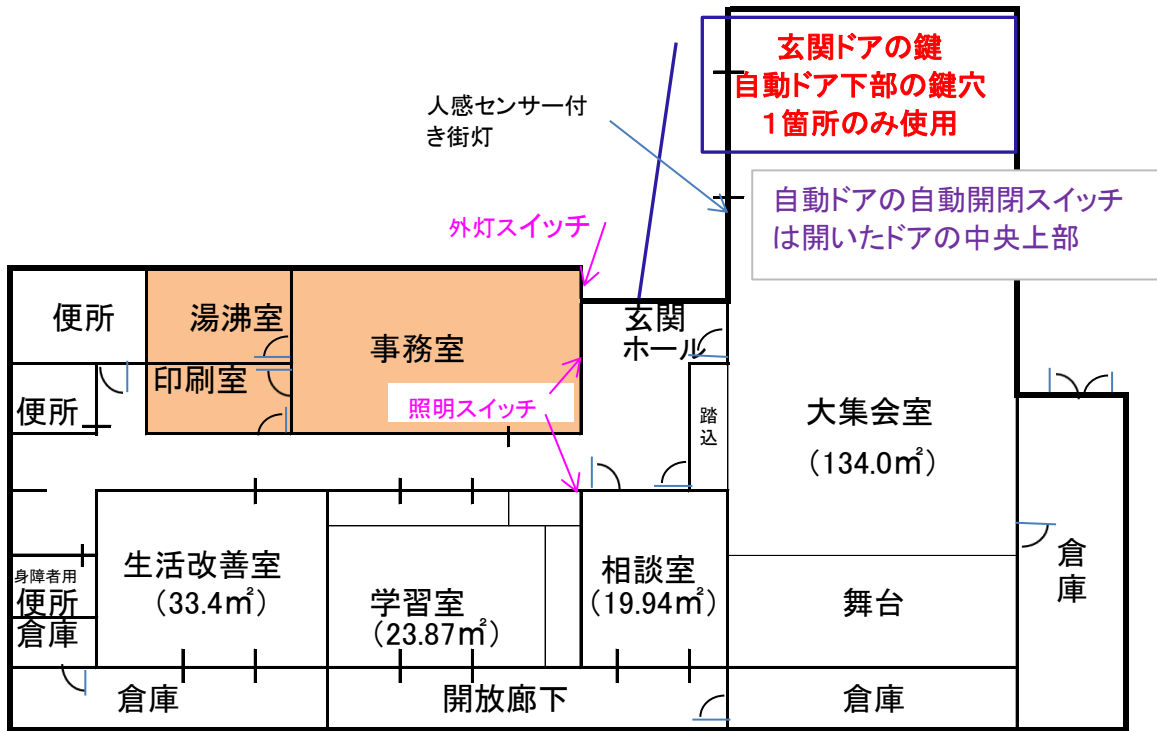 玄関ドアの鍵
自動ドア下部の鍵穴
1箇所のみ使用
人感センサー付
き街灯
自動ドアの自動開閉スイッチ
は開いたドアの中央上部
外灯スイッチ
便所
湯沸室
事務室
玄関
ホール
印刷室
便所
照明スイッチ
踏
込
大集会室
(134.0㎡)
生活改善室
(33.4㎡)
学習室
(23.87㎡)
相談室
(19.94㎡)
舞台
倉
庫
身障者用
便所
倉庫
倉庫
開放廊下
倉庫